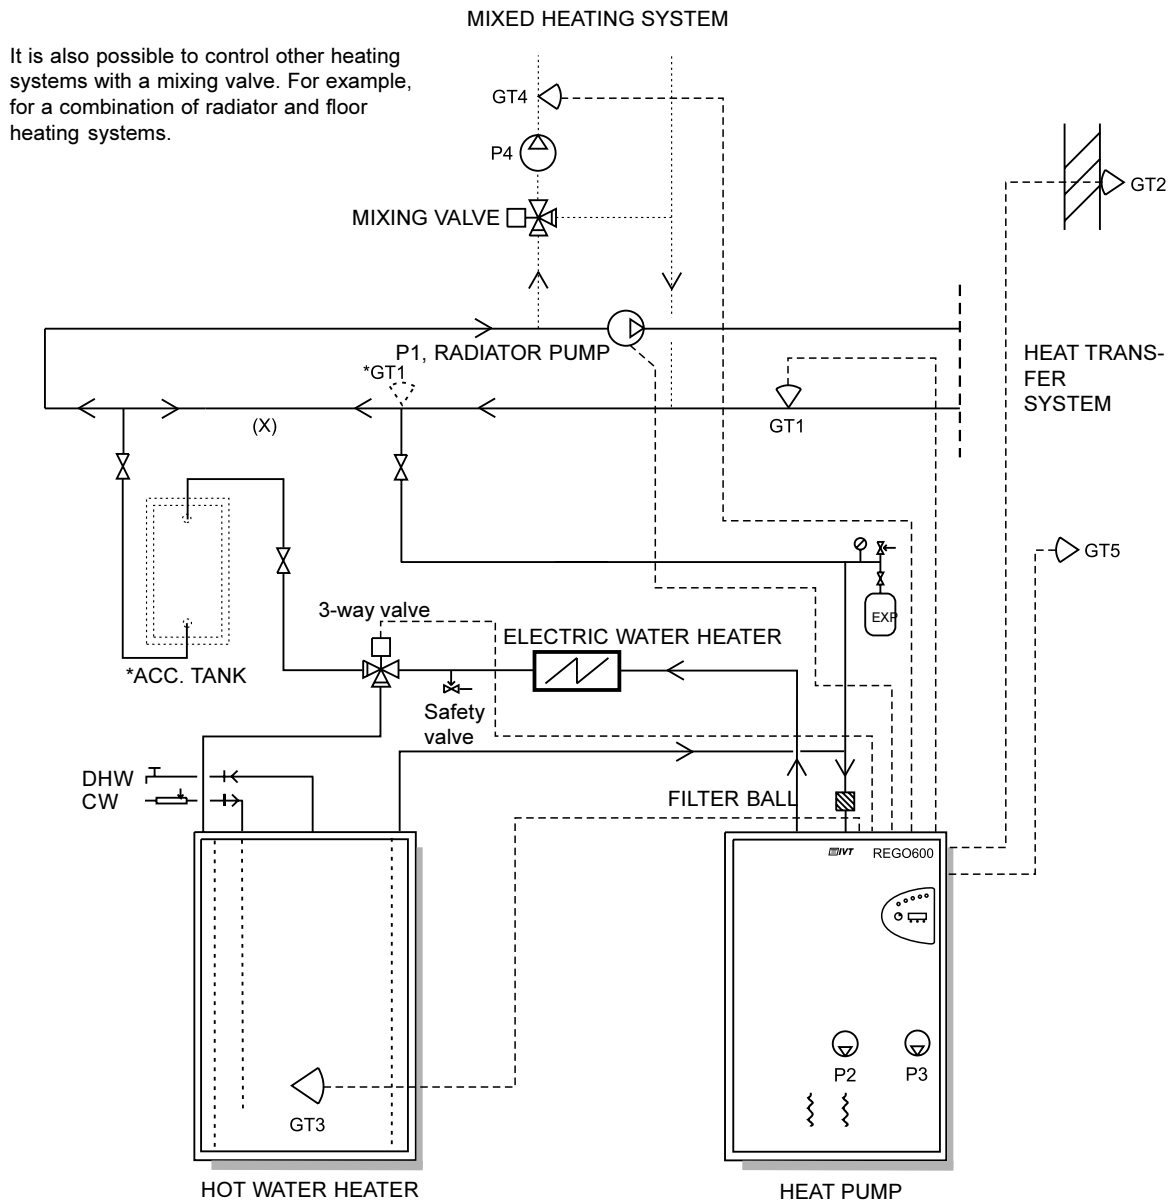 MIXED HEATING SYSTEM
It is also possible to control other heating
systems with a mixing valve. For example,
for a combination of radiator and floor
heating systems.
GT4
P4
GT2
MIXING VALVE
P1, RADIATOR PUMP
*GT1
HEAT TRANS-
FER
SYSTEM
(X)
GT1
GT5
3-way valve
EXP
ELECTRIC WATER HEATER
*ACC. TANK
Safety
valve
DHW
CW
FILTER BALL
IVT
REGO600
P2
P3
GT3
HOT WATER HEATER
HEAT PUMP